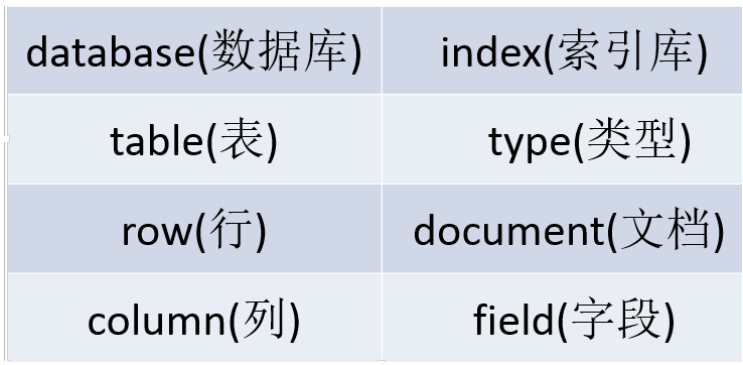 database(数据库) index(索引库)
table(表) type(类型)
row(行) document(文档)
column(列) field(字段)